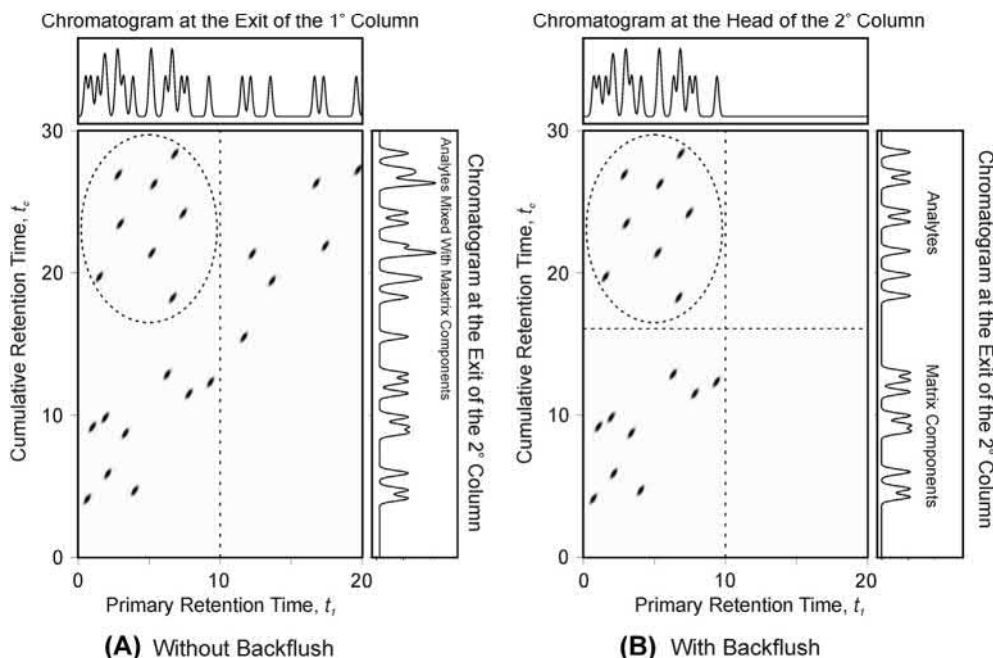 Chromatogram at the Exit of the 1° Column
30
20
10
0
Cumulative Retention Time, tc
0
10
20
Primary Retention Time, t1
Analytes Mixed With Maxtrix Components
Chromatogram at the Exit of the 2° Column
(A) Without Backflush
Chromatogram at the Head of the 2° Column
30
20
10
0
Cumulative Retention Time, tc
0
10
20
Primary Retention Time, t1
Analytes
Matrix Components
Chromatogram at the Exit of the 2° Column
(B) With Backflush